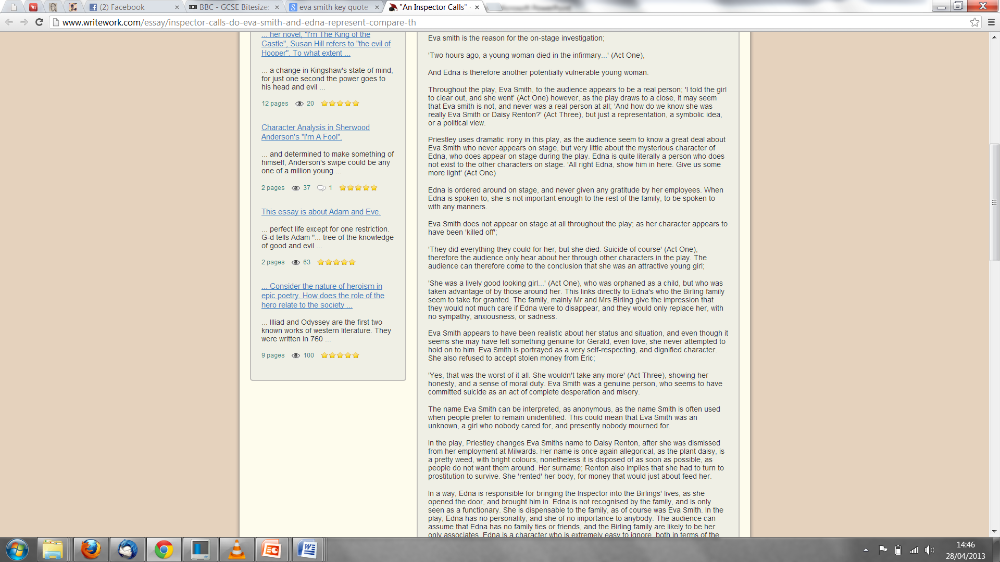 (2) Facebook
BBC - GCSE Bitesize:
eva smith key quote
"An Inspector Calls"
www.writework.com/essay/inspector-calls-do-eva-smith-and-edna-represent-compare-th
... her novel, "I'm The King of the
Castle", Susan Hill refers to "the evil of
Hooper". To what extent ...
... a change in Kingshaw's state of mind,
for just one second the power goes to
his head and evil ...
12 pages 20
Character Analysis in Sherwood
Anderson's "I'm A Fool".
... and determined to make something of
himself, Anderson's swipe could be any
one of a million young ...
2 pages 37 1
This essay is about Adam and Eve.
... perfect life except for one restriction.
G-d tells Adam "... tree of the knowledge
of good and evil ...
2 pages 63
... Consider the nature of heroism in
epic poetry. How does the role of the
hero relate to the society ...
... Illiad and Odyssey are the first two
known works of western literature. They
were written in 760 ...
9 pages 100
Eva smith is the reason for the on-stage investigation;
'Two hours ago, a young woman died in the infirmary...' (Act One),
And Edna is therefore another potentially vulnerable young woman.
Throughout the play, Eva Smith, to the audience appears to be a real person; 'I told the girl
to clear out, and she went' (Act One) however, as the play draws to a close, it may seem
that Eva smith is not, and never was a real person at all; 'And how do we know she was
really Eva Smith or Daisy Renton?' (Act Three), but just a representation, a symbolic idea,
or a political view.
Priestley uses dramatic irony in this play, as the audience seem to know a great deal about
Eva Smith who never appears on stage, but very little about the mysterious character of
Edna, who does appear on stage during the play. Edna is quite literally a person who does
not exist to the other characters on stage. 'All right Edna, show him in here. Give us some
more light' (Act One)
Edna is ordered around on stage, and never given any gratitude by her employees. When
Edna is spoken to, she is not important enough to the rest of the family, to be spoken to
with any manners.
Eva Smith does not appear on stage at all throughout the play; as her character appears to
have been 'killed off';
'They did everything they could for her, but she died. Suicide of course' (Act One),
therefore the audience only hear about her through other characters in the play. The
audience can therefore come to the conclusion that she was an attractive young girl;
'She was a lively good looking girl...' (Act One), who was orphaned as a child, but who was
taken advantage of by those around her. This links directly to Edna's who the Birling family
seem to take for granted. The family, mainly Mr and Mrs Birling give the impression that
they would not much care if Edna were to disappear, and they would only replace her, with
no sympathy, anxiousness, or sadness.
Eva Smith appears to have been realistic about her status and situation, and even though it
seems she may have felt something genuine for Gerald, even love, she never attempted to
hold on to him. Eva Smith is portrayed as a very self-respecting, and dignified character.
She also refused to accept stolen money from Eric;
'Yes, that was the worst of it all. She wouldn't take any more' (Act Three), showing her
honesty, and a sense of moral duty. Eva Smith was a genuine person, who seems to have
committed suicide as an act of complete desperation and misery.
The name Eva Smith can be interpreted, as anonymous, as the name Smith is often used
when people prefer to remain unidentified. This could mean that Eva Smith was an
unknown, a girl who nobody cared for, and presently nobody mourned for.
In the play, Priestley changes Eva Smiths name to Daisy Renton, after she was dismissed
from her employment at Milwards. Her name is once again allegorical, as the plant daisy, is
a pretty weed, with bright colours, nonetheless it is disposed of as soon as possible, as
people do not want them around. Her surname; Renton also implies that she had to turn to
prostitution to survive. She 'rented' her body, for money that would just about feed her.
In a way, Edna is responsible for bringing the Inspector into the Birlings' lives, as she
opened the door, and brought him in. Edna is not recognised by the family, and is only
seen as a functionary. She is dispensable to the family, as of course was Eva Smith. In the
play, Edna has no personality, and she of no importance to anybody. The audience can
assume that Edna has no family ties or friends, and the Birling family are likely to be her
only associates. Edna is a character who is extremely easy to ignore, both in terms of the
14:46
28/04/2013